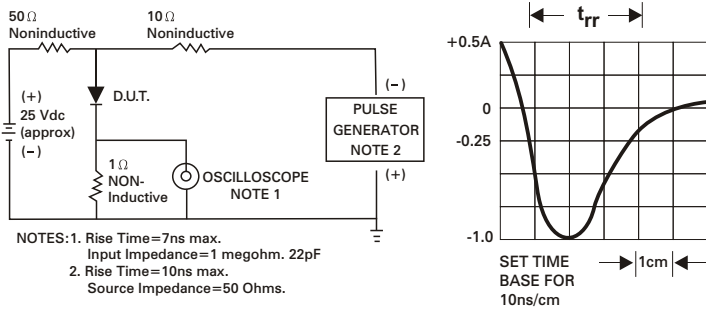 50Ω
Noninductive
10Ω
Noninductive
(+)
25 Vdc
(approx)
(-)
D.U.T.
1Ω
NON-
Inductive
OSCILLOSCOPE
NOTE 1
(-)
PULSE
GENERATOR
NOTE 2
(+)
NOTES:1. Rise Time=7ns max.
Input Impedance=1 megohm. 22pF
2. Rise Time=10ns max.
Source Impedance=50 Ohms.
trr
+0.5A
0
-0.25
-1.0
SET TIME
BASE FOR
10ns/cm
1cm